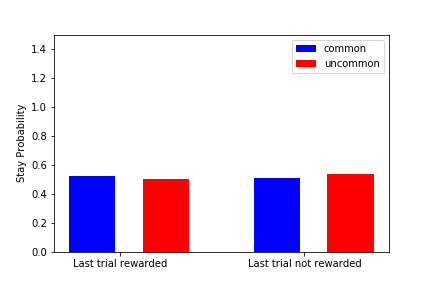 common
uncommon
Stay Probability
1.4
1.2
1.0
0.8
0.6
0.4
0.2
0.0
Last trial rewarded
Last trial not rewarded